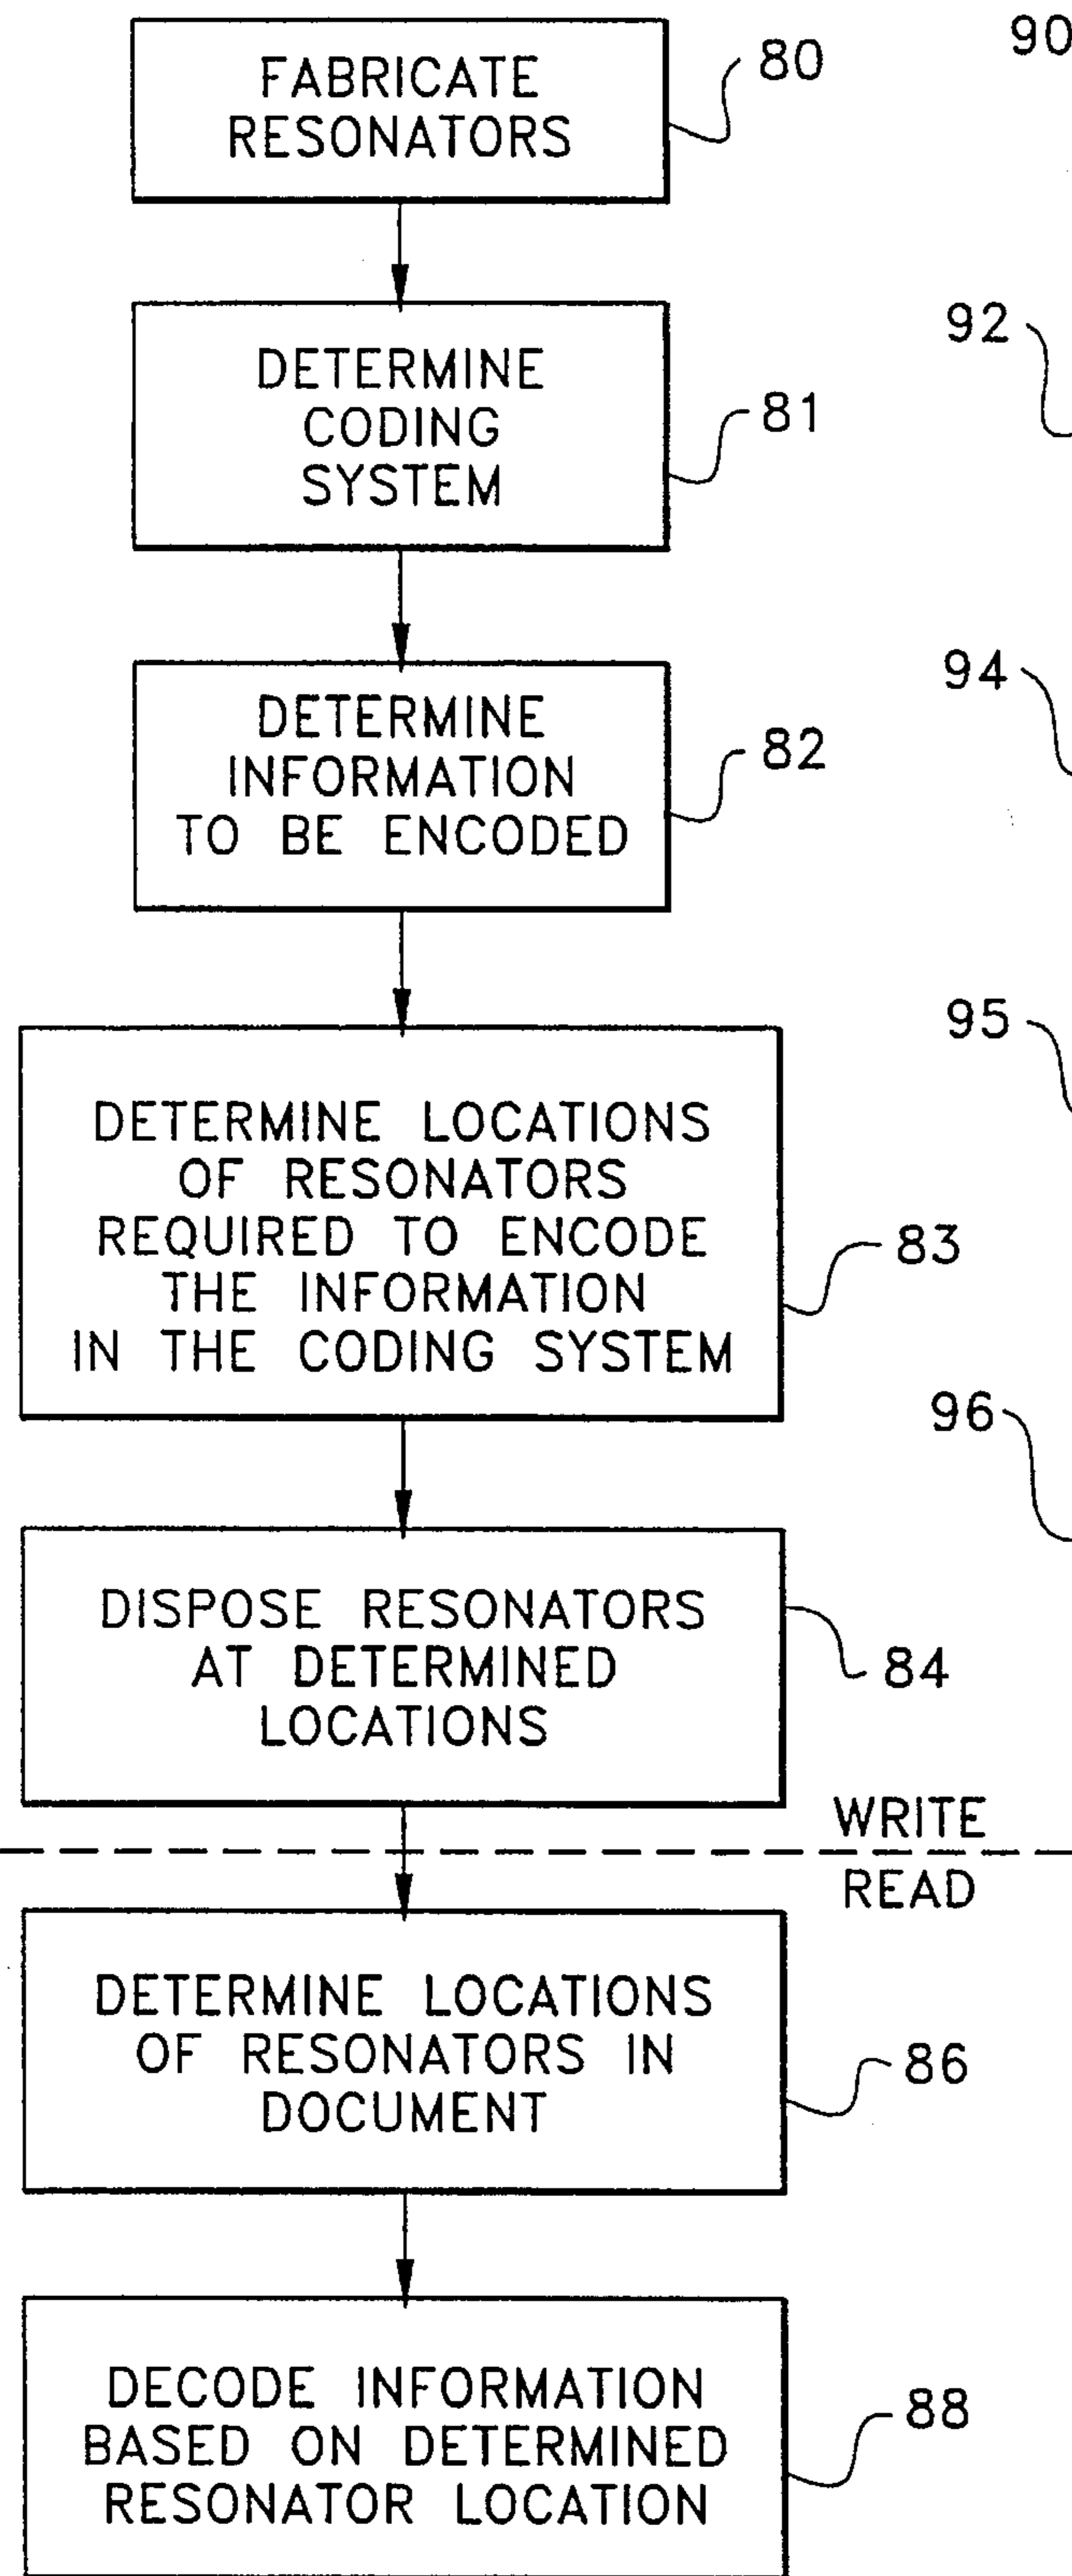 FABRICATE
RESONATORS
80
DETERMINE
CODING
SYSTEM
81
DETERMINE
INFORMATION
TO BE ENCODED
82
DETERMINE LOCATIONS
OF RESONATORS
REQUIRED TO ENCODE
THE INFORMATION
IN THE CODING SYSTEM
83
DISPOSE RESONATORS
AT DETERMINED
LOCATIONS
84
WRITE
READ
DETERMINE LOCATIONS
OF RESONATORS IN
DOCUMENT
86
DECODE INFORMATION
BASED ON DETERMINED
RESONATOR LOCATION
88
90
92
94
95
96